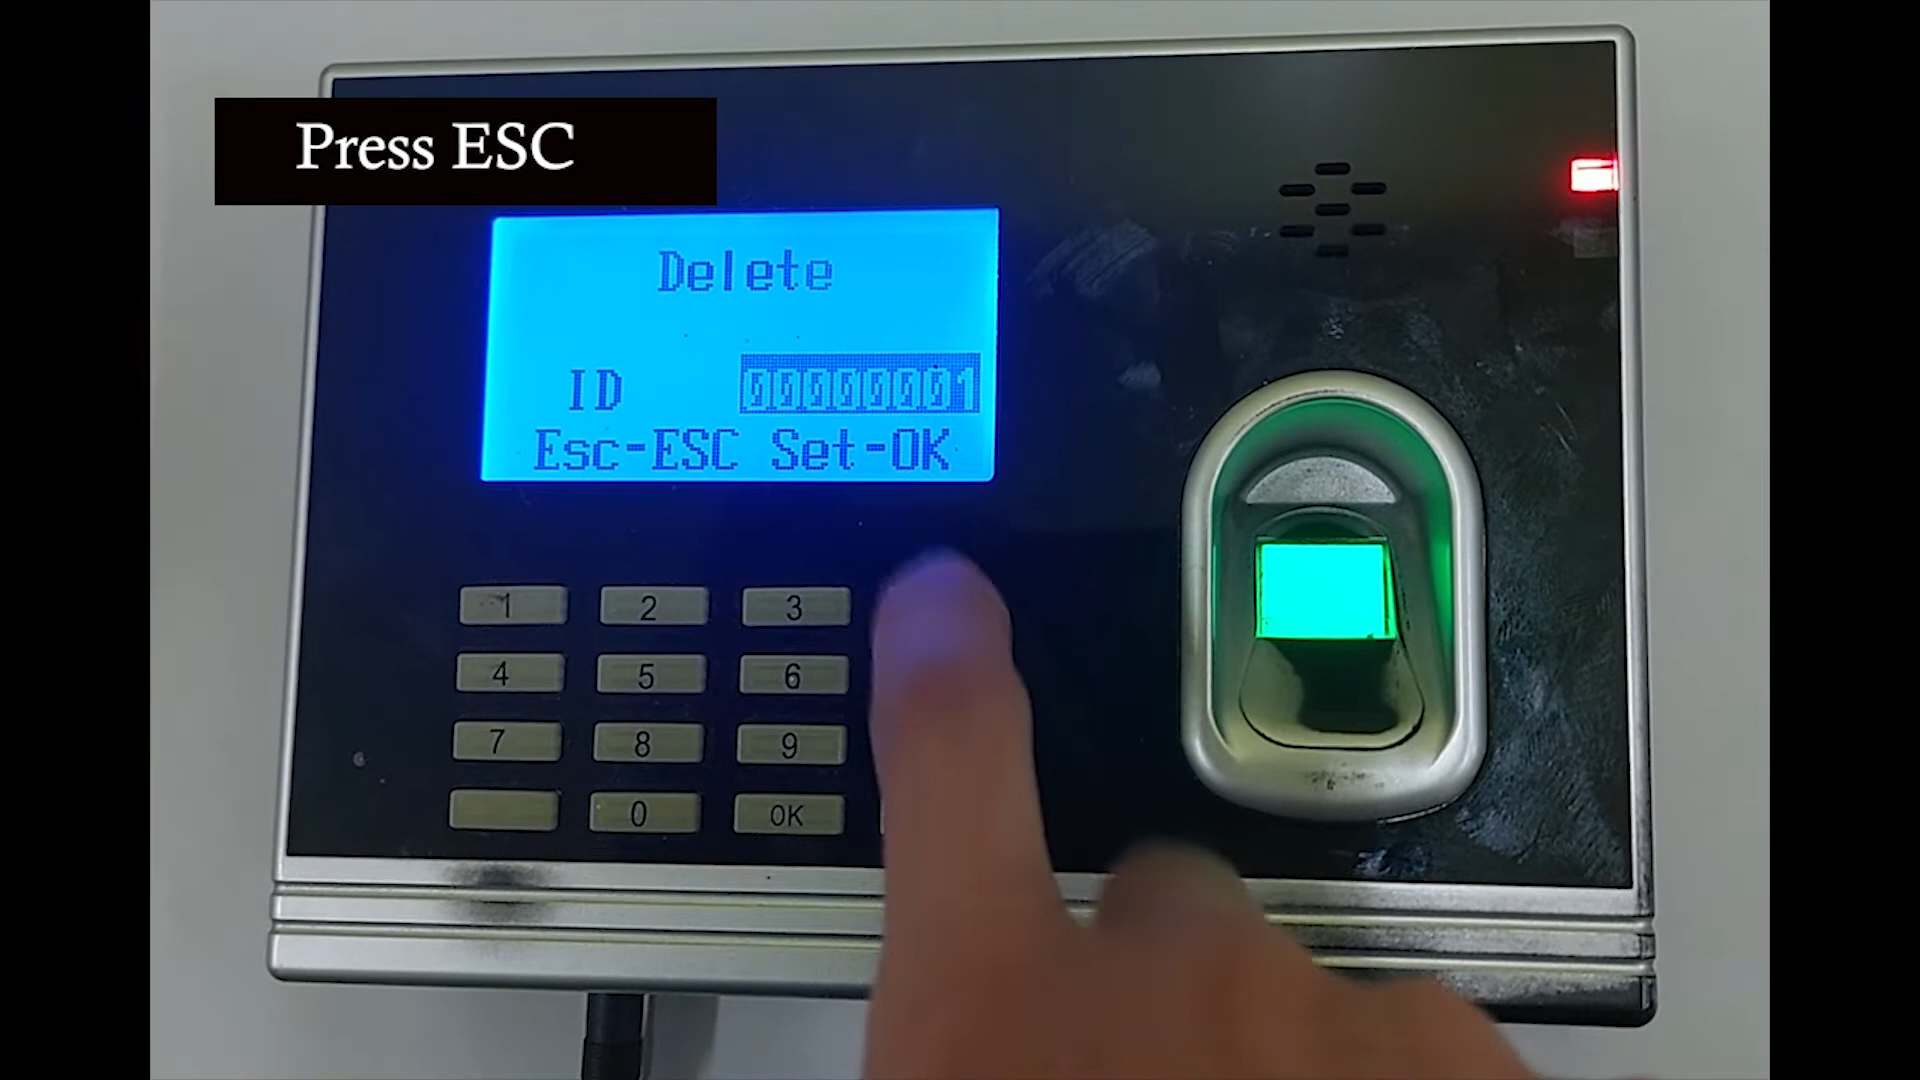 Press ESC
Delete
ID 00000001
Esc-ESC Set-OK
1 2 3
4 5 6
7 8 9
0 OK